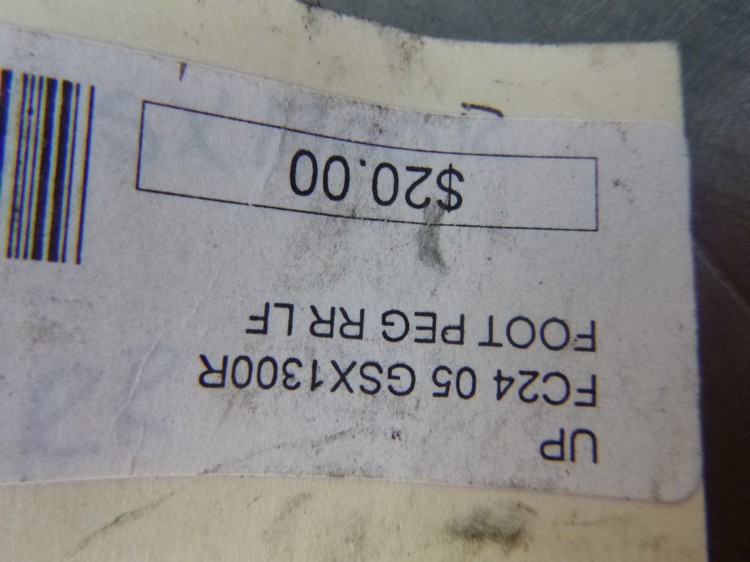 UP
FC24 05 GSX1300R
FOOT PEG RR LF
$20.00